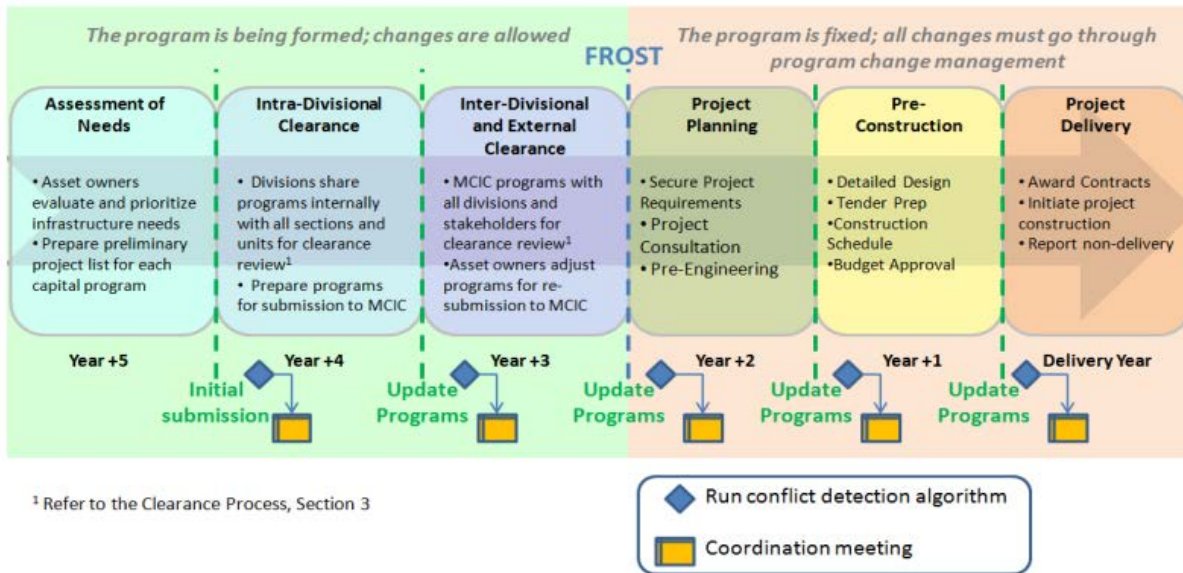 The program is being formed; changes are allowed
The program is fixed; all changes must go through
program change management
FROST
Assessment of
Needs
• Asset owners
evaluate and prioritize
infrastructure needs
• Prepare preliminary
project list for each
capital program
Intra-Divisional
Clearance
• Divisions share
programs internally
with all sections and
units for clearance
review¹
• Prepare programs
for submission to MCIC
Inter-Divisional
and External
Clearance
• MCIC programs with
all divisions and
stakeholders for
clearance review¹
•Asset owners adjust
programs for re-
submission to MCIC
Project
Planning
• Secure Project
Requirements
• Project
Consultation
• Pre-Engineering
Pre-
Construction
• Detailed Design
• Tender Prep
•Construction
Schedule
• Budget Approval
Project
Delivery
• Award Contracts
• Initiate project
construction
• Report non-delivery
Year +5
Year +4
Year +3
Year +2
Year +1
Delivery Year
Initial
submission
Update
Programs
Update
Programs
Update
Programs
Update
Programs
¹ Refer to the Clearance Process, Section 3
Run conflict detection algorithm
Coordination meeting